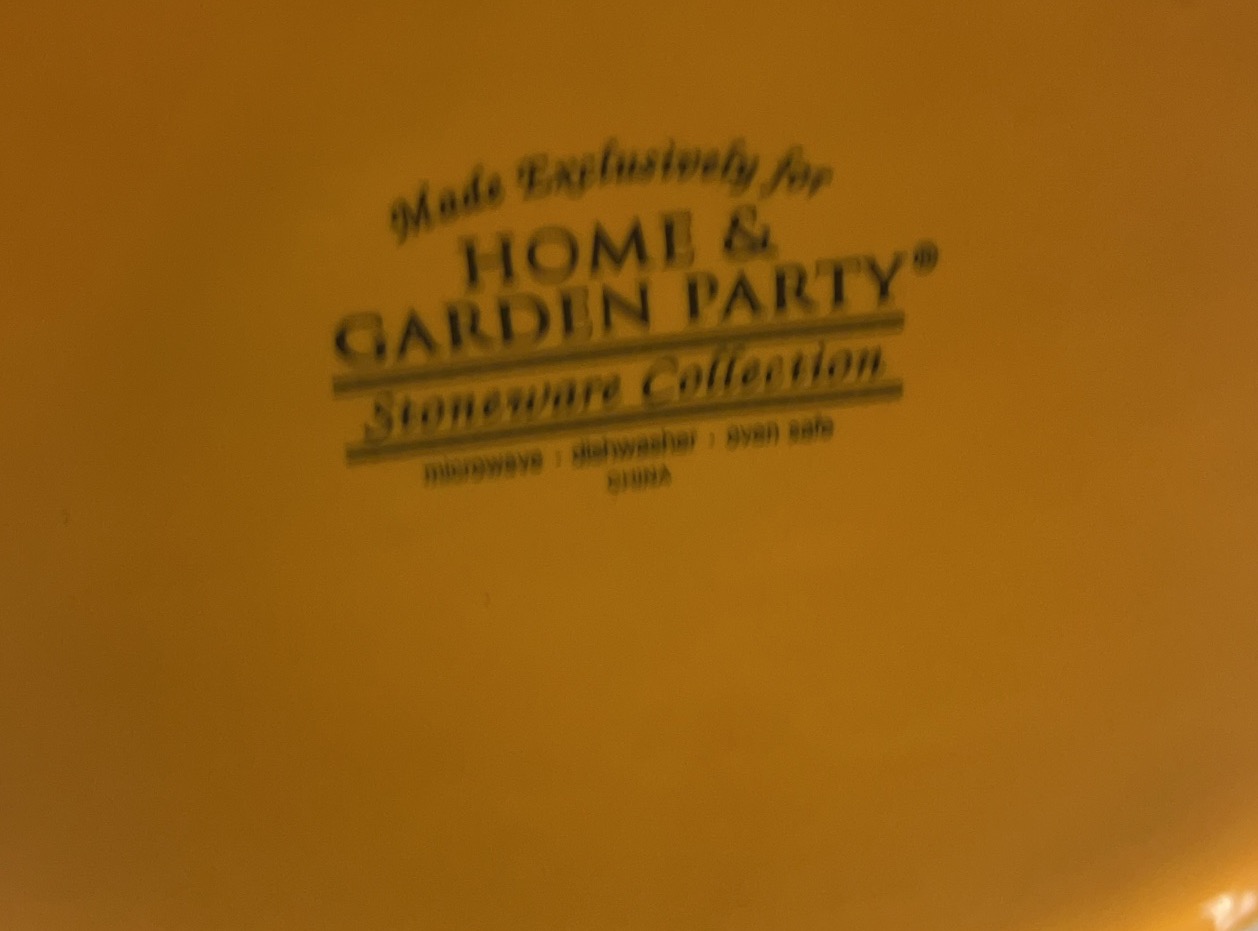 Made Exclusively for
HOME &
GARDEN PARTY®
Stoneware Collection
microwave · dishwasher · oven safe
CHINA